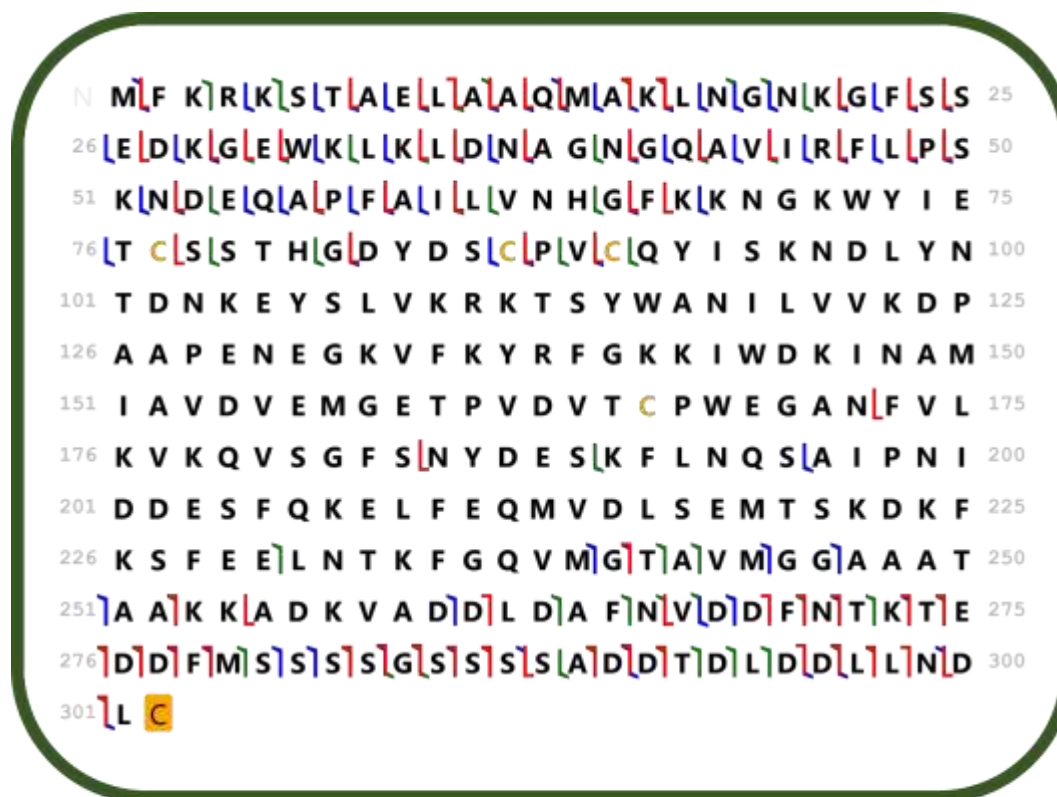 N M F K R K S L T A E L L A A Q M A K L N G N K G F S S 25
26 E D K G E W K L K L D N A G N G Q A V I R F L P S 50
51 K N D E Q A P F A I L V N H G F K K N G K W Y I E 75
76 T C S S T H G D Y D S C P V C Q Y I S K N D L Y N 100
101 T D N K E Y S L V K R K T S Y W A N I L V V K D P 125
126 A A P E N E G K V F K Y R F G K K I W D K I N A M 150
151 I A V D V E M G E T P V D V T C P W E G A N F V L 175
176 K V K Q V S G F S N Y D E S K F L N Q S A I P N I 200
201 D D E S F Q K E L F E Q M V D L S E M T S K D K F 225
226 K S F E E L N T K F G Q V M G T A V M G G A A A T 250
251 A A K K A D K V A D D L D A F N V D D F N T K T E 275
276 D D F M S S S S G S S S S A D D T D L D D L L N D 300
301 L C